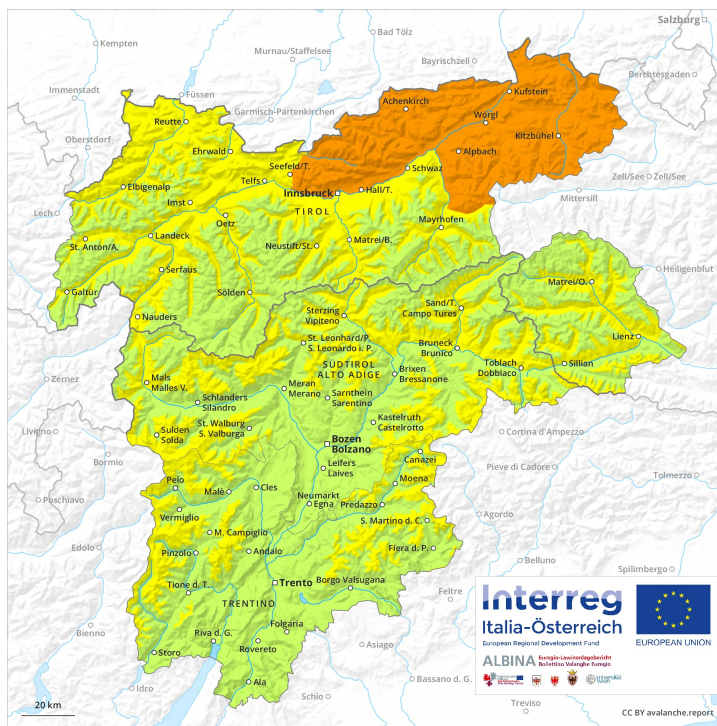 Salzburg
Bad Tölz
Kempten
Murnau/Staffelsee
Bayrischzell
Berchtesgaden
Immenstadt
Füssen
Achenkirch
Kufstein
Garmisch-Partenkirchen
Reutte
Wörgl
Oberstdorf
Ehrwald
Kitzbühel
Alpbach
Seefeld/T.
Schwaz
Zell/See
Zell/See
Telfs
Elbigenalp
Innsbruck
Hall/T.
Mittersill
Lech
Imst
TIROL
Oetz
Mayrhofen
St. Anton/A.
Landeck
Neustift/St.
Matrei/B.
Heiligenblut
Serfaus
Matrei/O.
Galtür
Sölden
Sand/T.
Campo Tures
Nauders
Sterzing
Vipiteno
Lienz
St. Leonhard/P.
S. Leonardo i. P.
Bruneck
Brunico
Toblach
Dobbiaco
Sillian
SÜDTIROL
ALTO ADIGE
Brixen
Bressanone
Zernez
Mals
Malles V.
Meran
Merano
Schlanders
Silandro
Sarnthein
Sarentino
St. Walburg
S. Valburga
Kastelruth
Castelrotto
Livigno
Sulden
Solda
Cortina d'Ampezzo
Bozen
Bolzano
Canazei
Bormio
Leifers
Laives
Pieve di Cadore
Tolmezzo
Poschiavo
Peio
Malè
Cles
Neumarkt
Egna
Moena
Predazzo
Vermiglio
Agordo
S. Martino d. C.
M. Campiglio
Edolo
Pinzolo
Andalo
Fiera d. P.
Belluno
Spilimbergo
Trento
Borgo Valsugana
Tione d. T.
Feltre
TRENTINO
Bienno
Folgaria
Riva d. G.
Rovereto
Storo
Asiago
Ala
Idro
Schio
Bassano d. G.
Treviso
Interreg
Italia-Österreich
European Regional Development Fund
EUROPEAN UNION
ALBINA
Euregio-Lawinenlagebericht
Bollettino Valanghe Euregio
20 km
CC BY avalanche.report